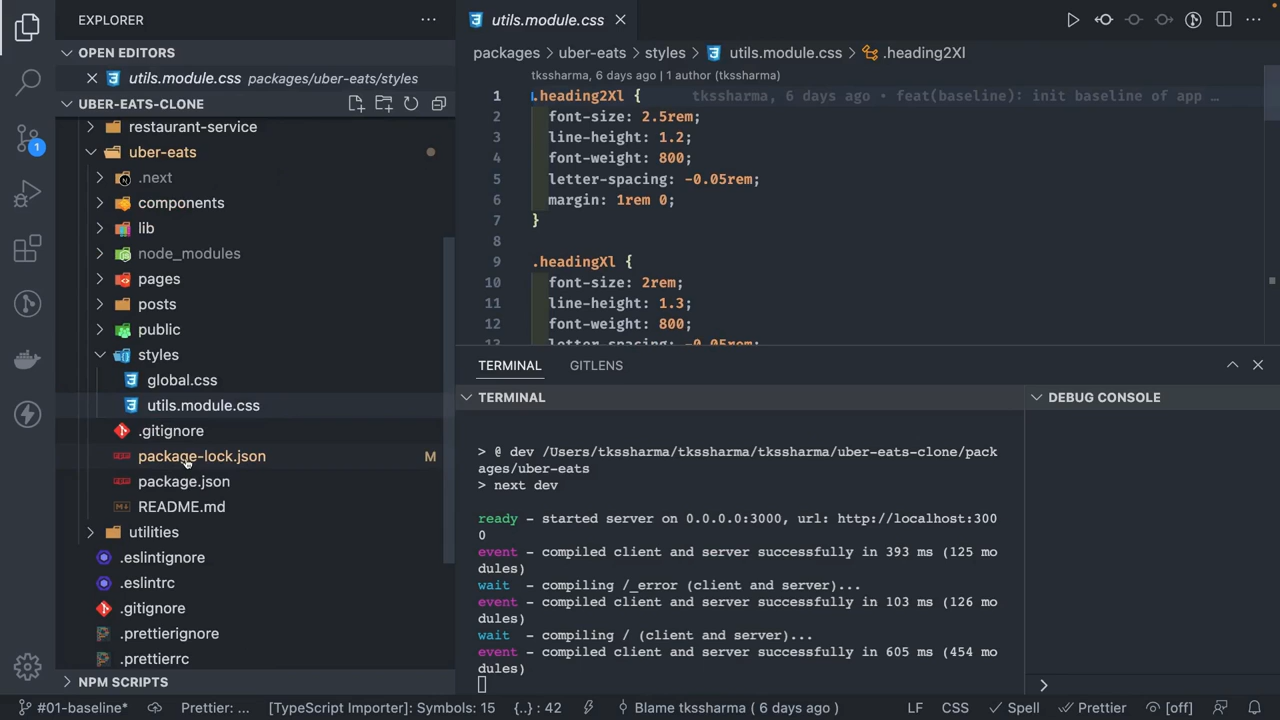 EXPLORER
OPEN EDITORS
utils.module.css packages/uber-eats/styles
UBER-EATS-CLONE
restaurant-service
uber-eats
.next
components
lib
node_modules
pages
posts
public
styles
global.css
utils.module.css
.gitignore
package-lock.json M
package.json
README.md
utilities
.eslintignore
.eslintrc
.gitignore
.prettierignore
.prettierrc
NPM SCRIPTS
1
utils.module.css
packages > uber-eats > styles > utils.module.css > .heading2Xl
tkssharma, 6 days ago | 1 author (tkssharma)
1 .heading2Xl { tkssharma, 6 days ago • feat(baseline): init baseline of app …
2 font-size: 2.5rem;
3 line-height: 1.2;
4 font-weight: 800;
5 letter-spacing: -0.05rem;
6 margin: 1rem 0;
7 }
8
9 .headingXl {
10 font-size: 2rem;
11 line-height: 1.3;
12 font-weight: 800;
13 letter-spacing: -0.05rem;
TERMINAL GITLENS
TERMINAL
> @ dev /Users/tkssharma/tkssharma/tkssharma/uber-eats-clone/pack
ages/uber-eats
> next dev
ready - started server on 0.0.0.0:3000, url: http://localhost:300
0
event - compiled client and server successfully in 393 ms (125 mo
dules)
wait - compiling /_error (client and server)...
event - compiled client and server successfully in 103 ms (126 mo
dules)
wait - compiling / (client and server)...
event - compiled client and server successfully in 605 ms (454 mo
dules)
DEBUG CONSOLE
>
#01-baseline* Prettier: ... [TypeScript Importer]: Symbols: 15 {..} : 42 Blame tkssharma ( 6 days ago ) LF CSS Spell Prettier [off]